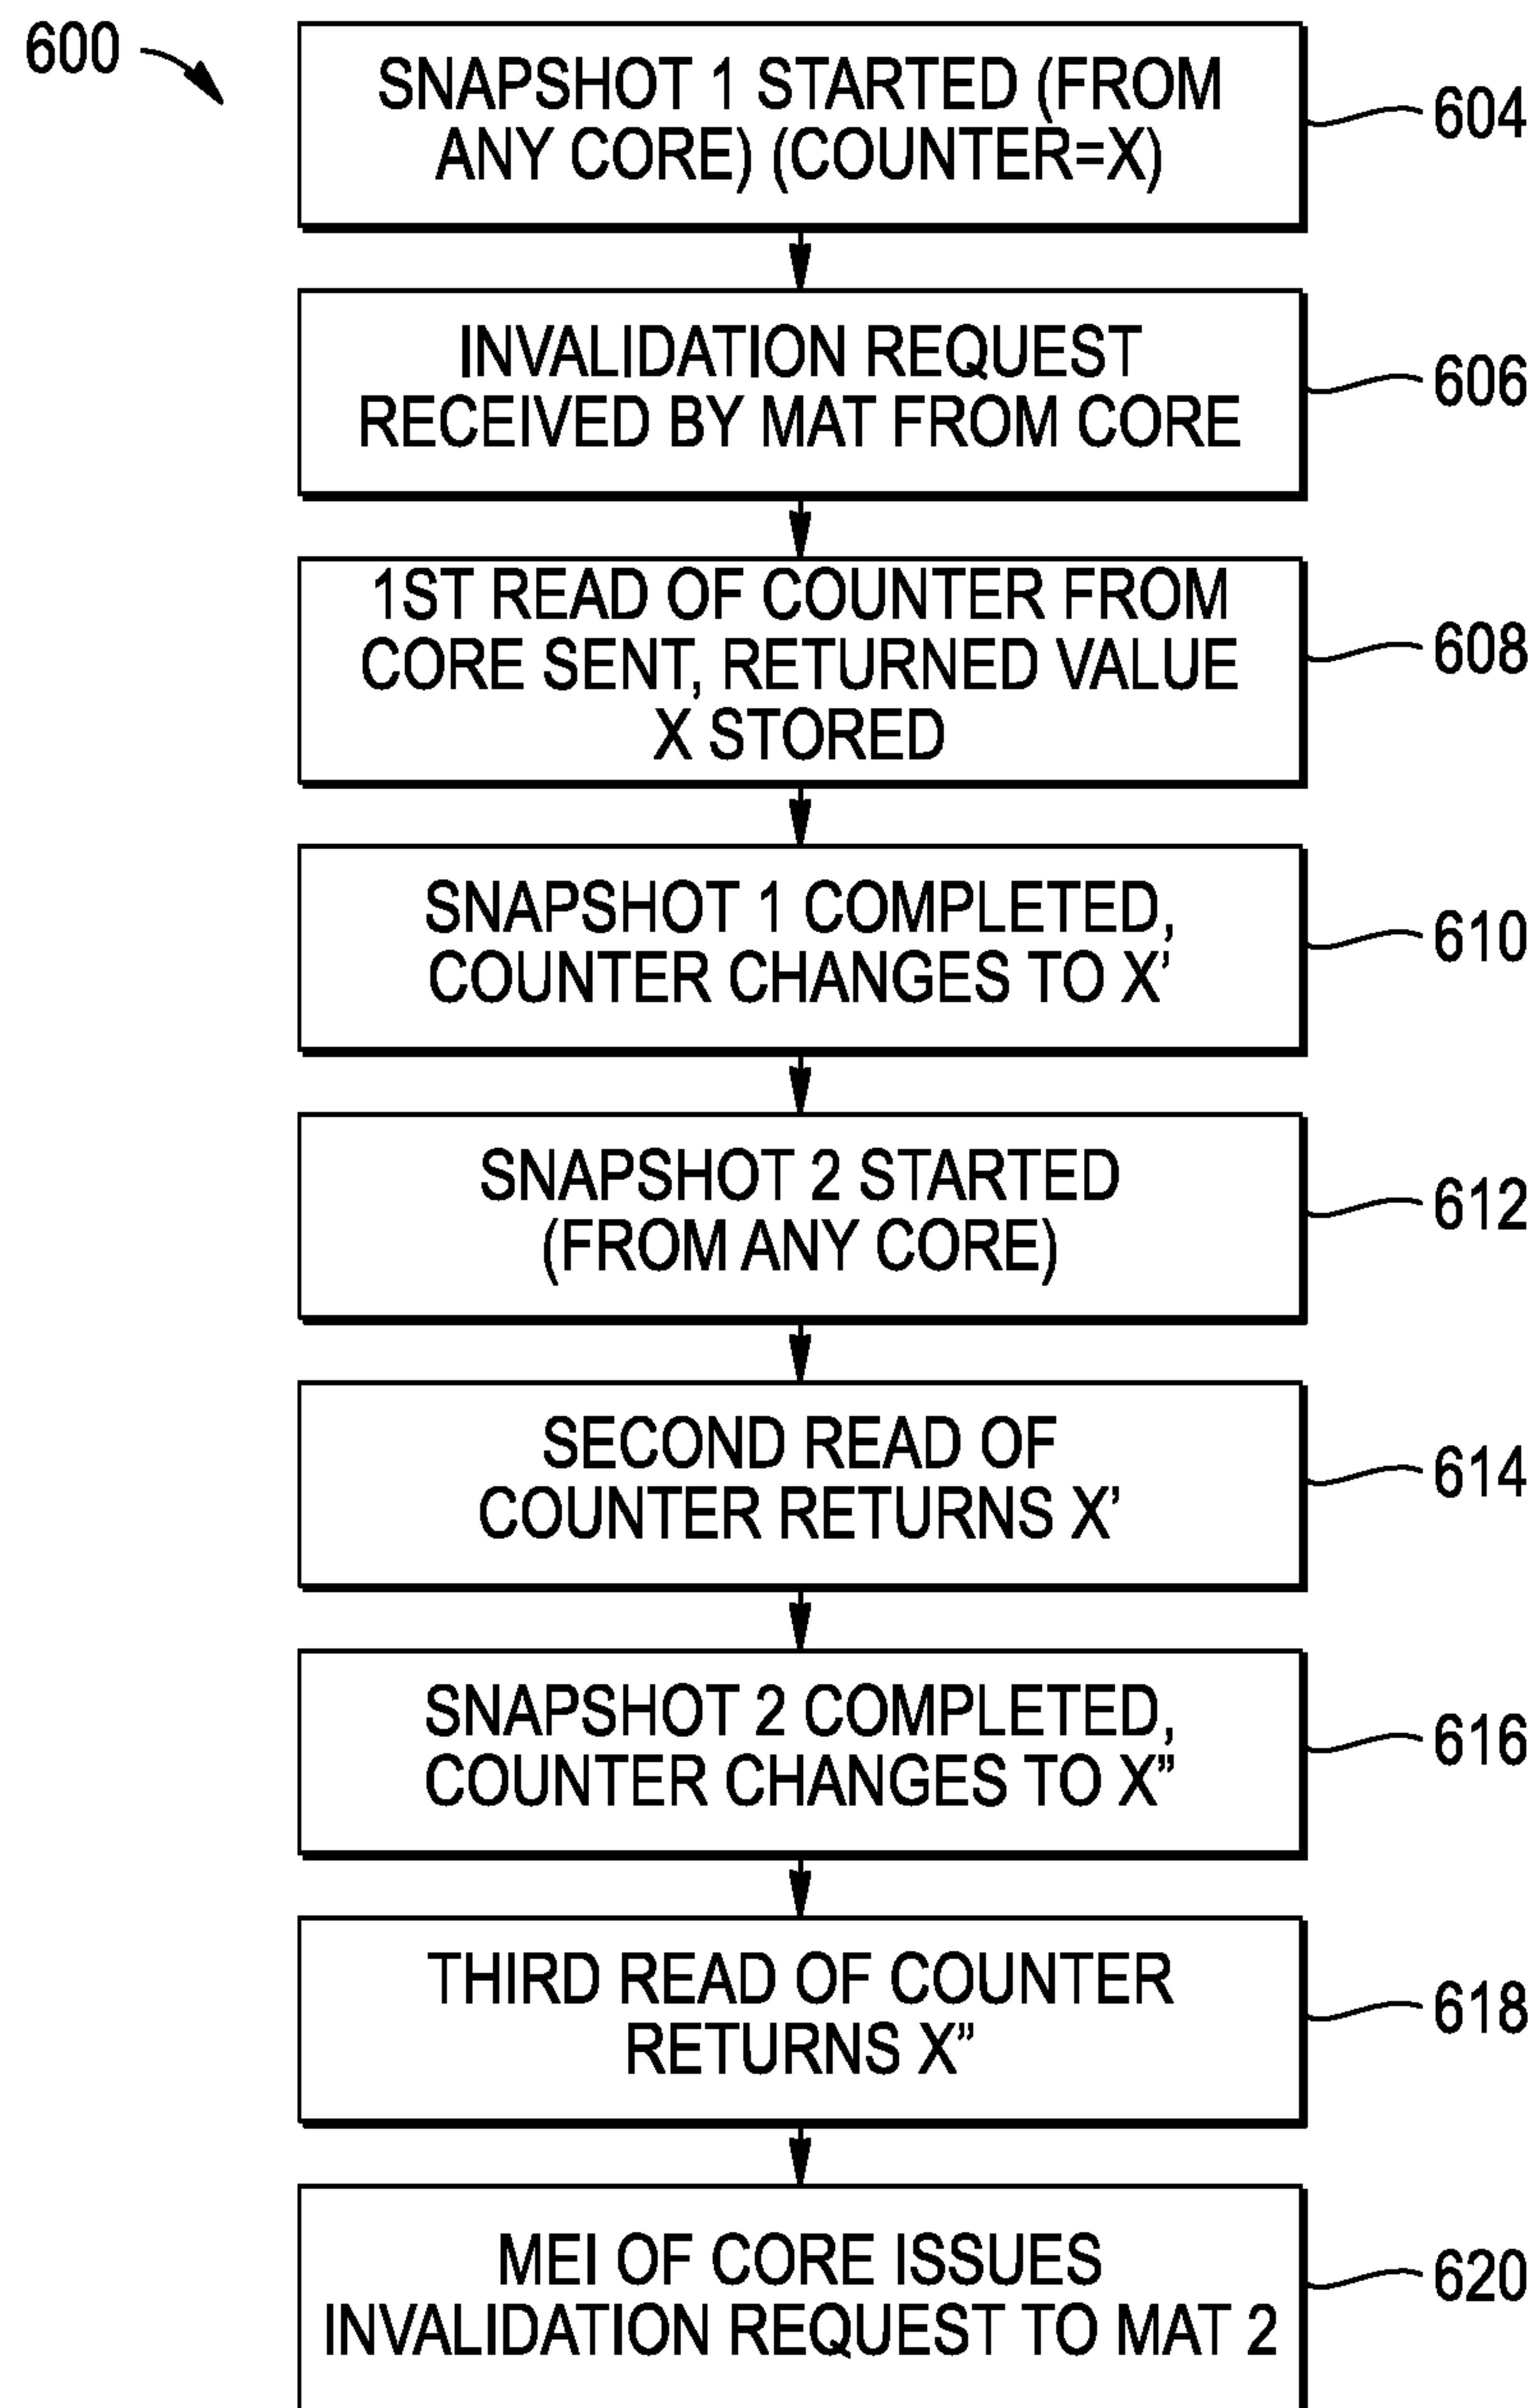 600
SNAPSHOT 1 STARTED (FROM
ANY CORE) (COUNTER=X)
604
INVALIDATION REQUEST
RECEIVED BY MAT FROM CORE
606
1ST READ OF COUNTER FROM
CORE SENT, RETURNED VALUE
X STORED
608
SNAPSHOT 1 COMPLETED,
COUNTER CHANGES TO X’
610
SNAPSHOT 2 STARTED
(FROM ANY CORE)
612
SECOND READ OF
COUNTER RETURNS X’
614
SNAPSHOT 2 COMPLETED,
COUNTER CHANGES TO X”
616
THIRD READ OF COUNTER
RETURNS X”
618
MEI OF CORE ISSUES
INVALIDATION REQUEST TO MAT 2
620